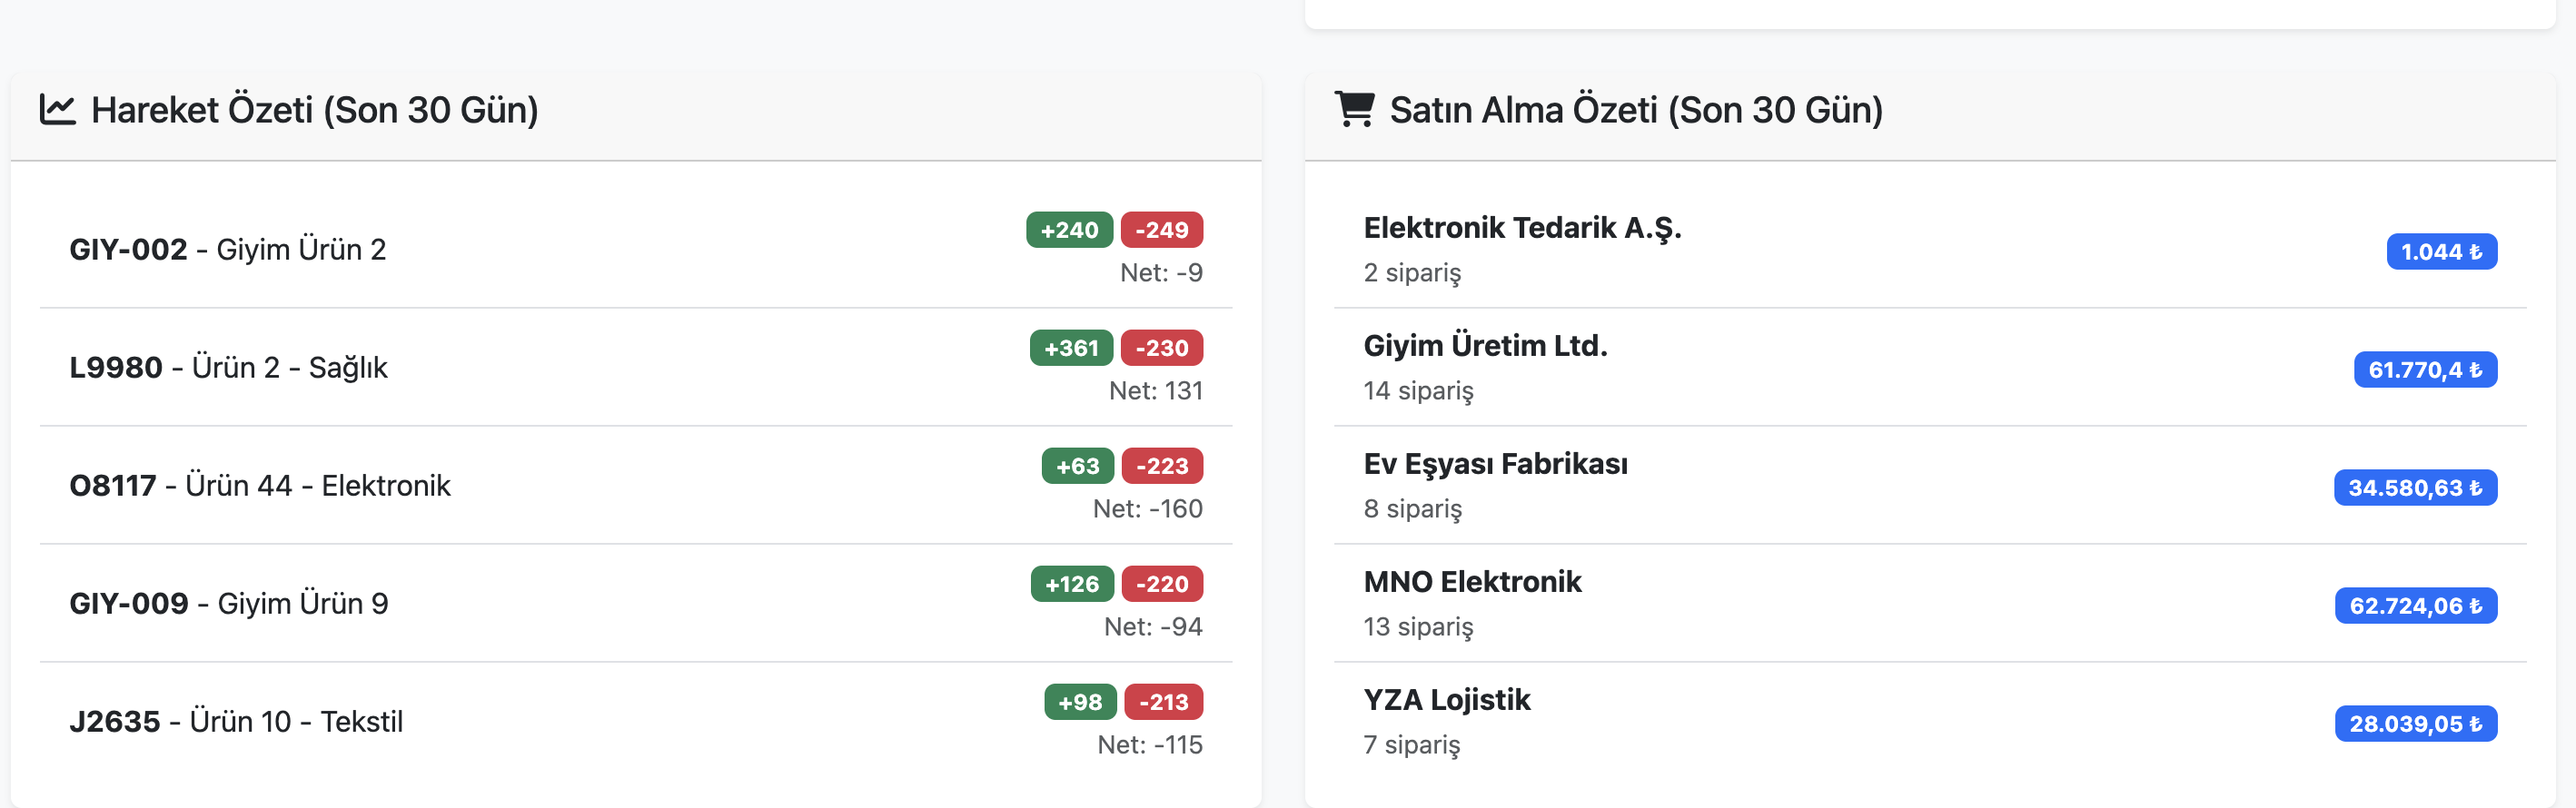 Hareket Özeti (Son 30 Gün)
GIY-002 - Giyim Ürün 2
+240 -249
Net: -9
L9980 - Ürün 2 - Sağlık
+361 -230
Net: 131
O8117 - Ürün 44 - Elektronik
+63 -223
Net: -160
GIY-009 - Giyim Ürün 9
+126 -220
Net: -94
J2635 - Ürün 10 - Tekstil
+98 -213
Net: -115
Satın Alma Özeti (Son 30 Gün)
Elektronik Tedarik A.Ş.
2 sipariş
1.044 ₺
Giyim Üretim Ltd.
14 sipariş
61.770,4 ₺
Ev Eşyası Fabrikası
8 sipariş
34.580,63 ₺
MNO Elektronik
13 sipariş
62.724,06 ₺
YZA Lojistik
7 sipariş
28.039,05 ₺